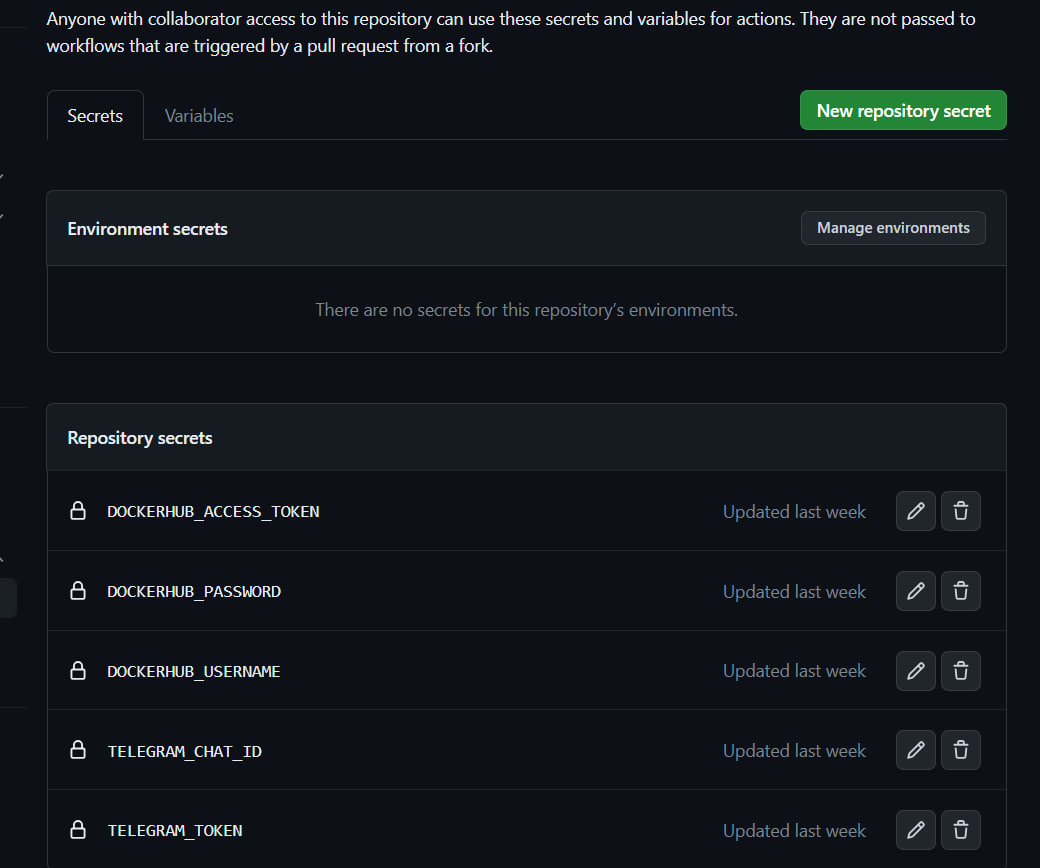 Anyone with collaborator access to this repository can use these secrets and variables for actions. They are not passed to
workflows that are triggered by a pull request from a fork.
Secrets
Variables
New repository secret
Environment secrets
Manage environments
There are no secrets for this repository’s environments.
Repository secrets
DOCKERHUB_ACCESS_TOKEN Updated last week
DOCKERHUB_PASSWORD Updated last week
DOCKERHUB_USERNAME Updated last week
TELEGRAM_CHAT_ID Updated last week
TELEGRAM_TOKEN Updated last week